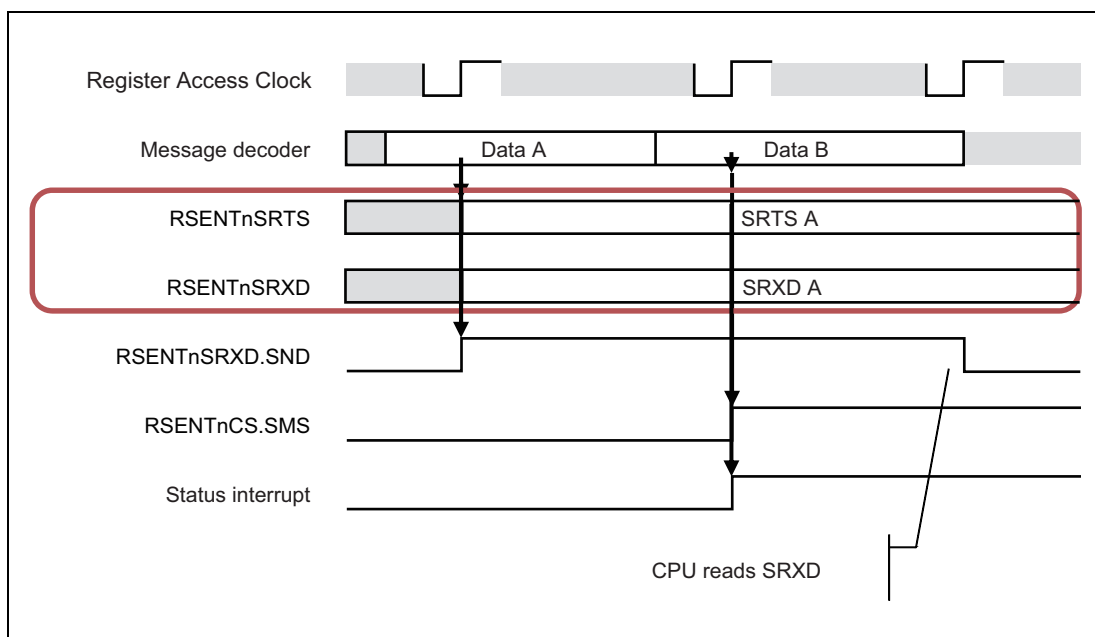 Register Access Clock
Message decoder
Data A
Data B
RSENTnSRTS
SRTS A
RSENTnSRXD
SRXD A
RSENTnSRXD.SND
RSENTnCS.SMS
Status interrupt
CPU reads SRXD